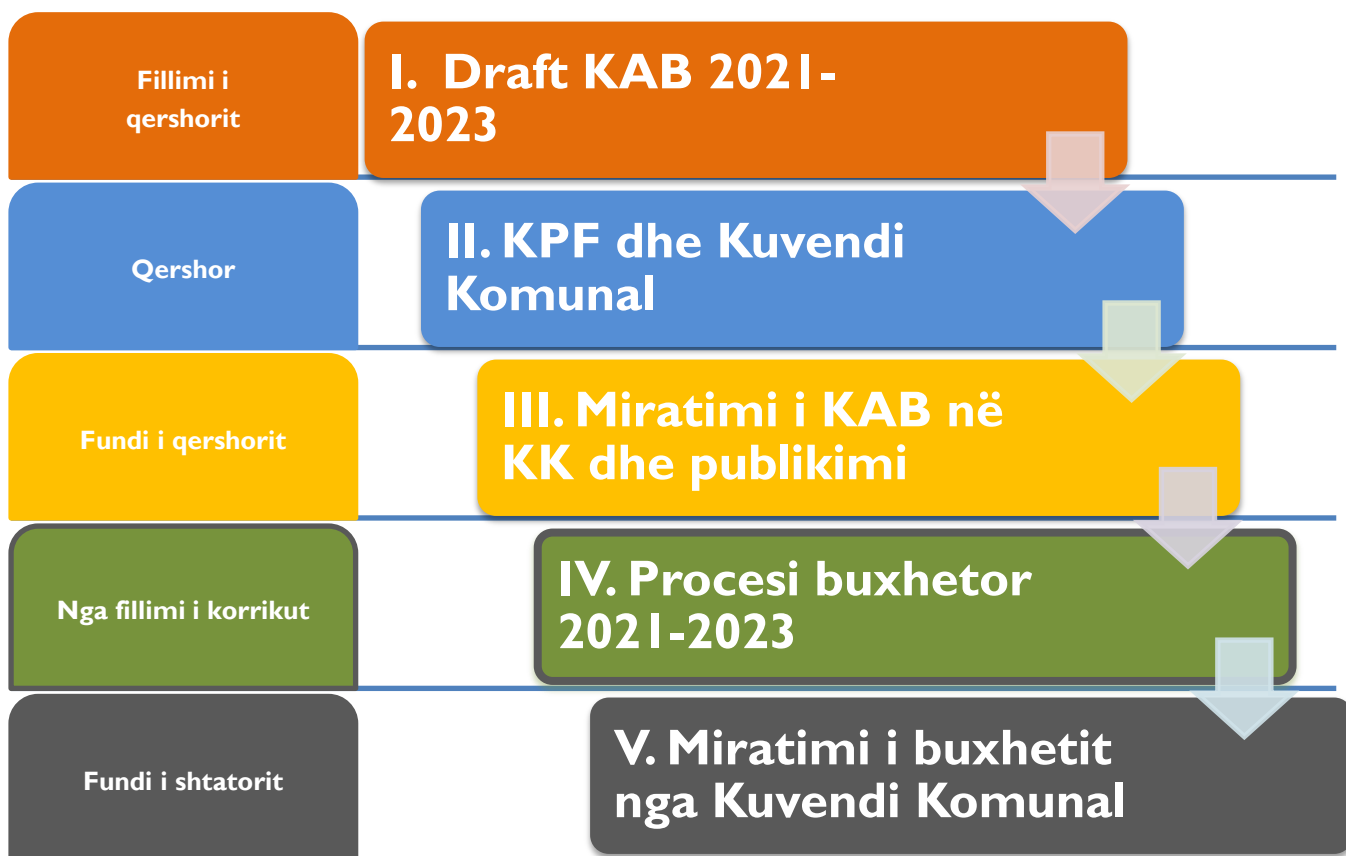 Fillimi i
qershorit
I. Draft KAB 2021-
2023
Qershor
II. KPF dhe Kuvendi
Komunal
Fundi i qershorit
III. Miratimi i KAB në
KK dhe publikimi
Nga fillimi i korrikut
IV. Procesi buxhetor
2021-2023
Fundi i shtatorit
V. Miratimi i buxhetit
nga Kuvendi Komunal